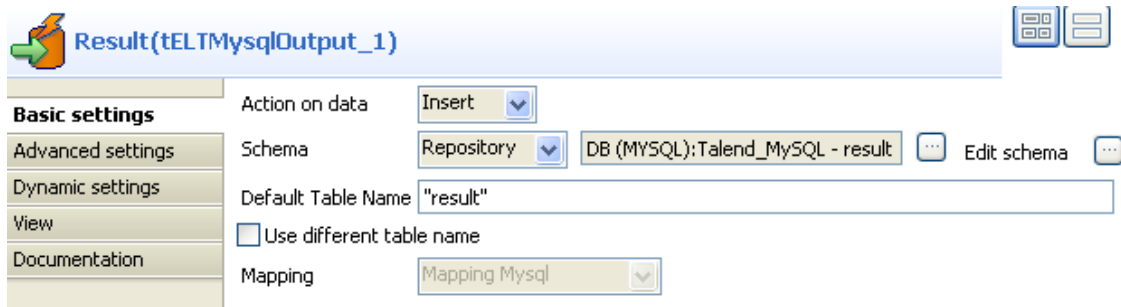 Result(tELTMysqlOutput_1)
Basic settings
Advanced settings
Dynamic settings
View
Documentation
Action on data Insert
Schema Repository DB (MYSQL):Talend_MySQL - result ... Edit schema ...
Default Table Name "result"
Use different table name
Mapping Mapping Mysql